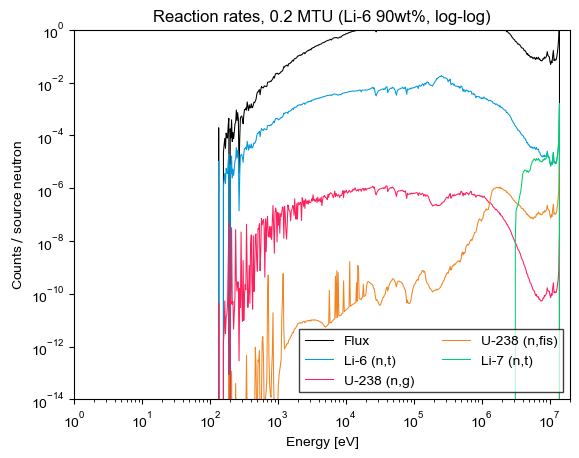 Reaction rates, 0.2 MTU (Li-6 90wt%, log-log)
10^0
10^-2
10^-4
10^-6
10^-8
10^-10
10^-12
10^-14
Counts / source neutron
Flux
Li-6 (n,t)
U-238 (n,g)
U-238 (n,fis)
Li-7 (n,t)
10^0 10^1 10^2 10^3 10^4 10^5 10^6 10^7
Energy [eV]